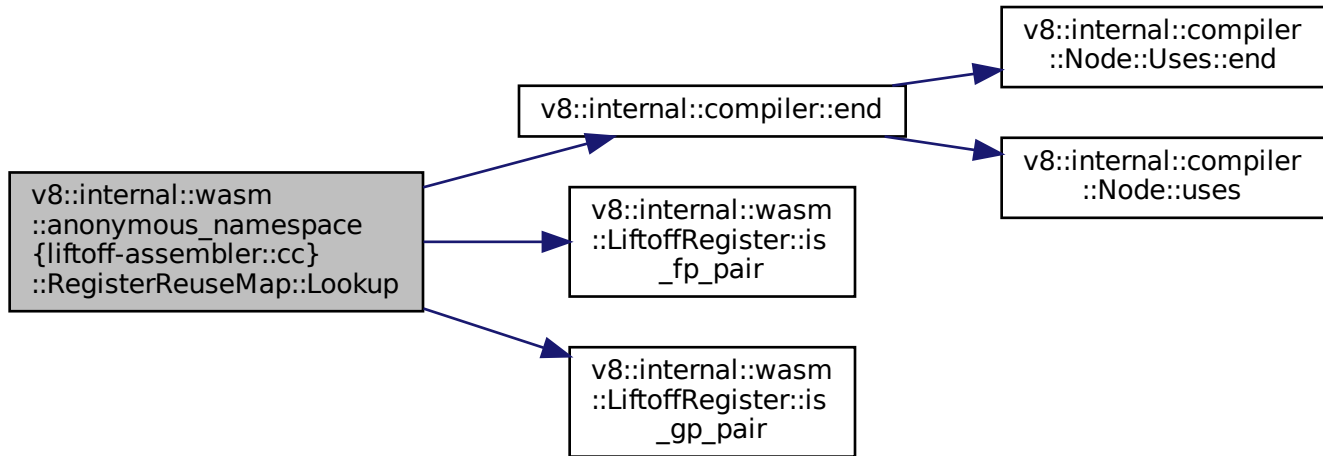 v8::internal::wasm
::anonymous_namespace
{liftoff-assembler::cc}
::RegisterReuseMap::Lookup
v8::internal::compiler::end
v8::internal::compiler
::Node::Uses::end
v8::internal::compiler
::Node::uses
v8::internal::wasm
::LiftoffRegister::is
_fp_pair
v8::internal::wasm
::LiftoffRegister::is
_gp_pair